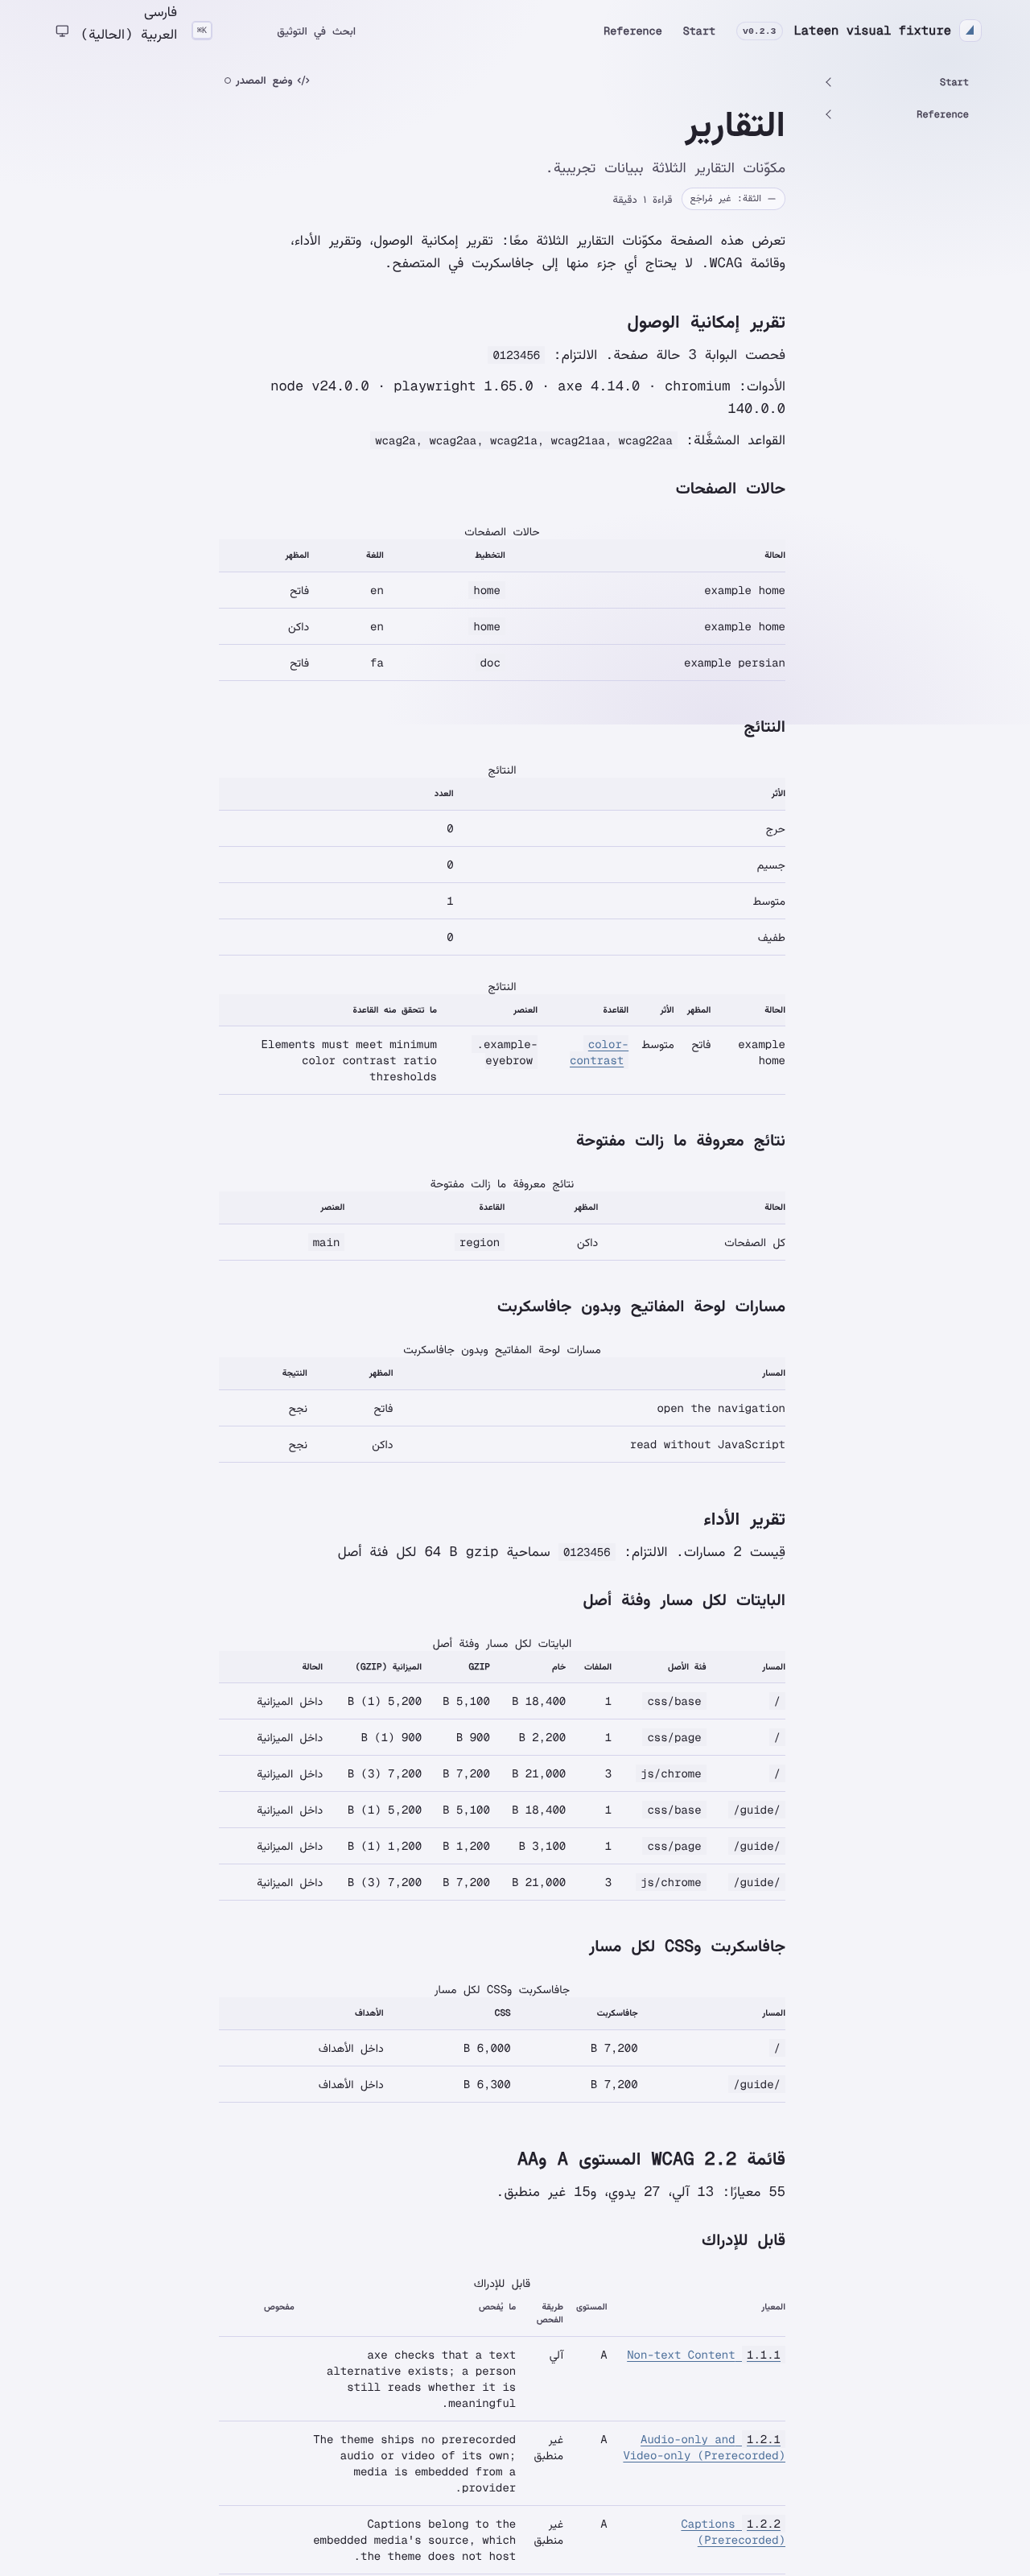 Lateen visual fixture v0.2.3 Start Reference
ابحث في التوثيق ⌘K
فارسی
العربية (الحالية)
Start
Reference
وضع المصدر
التقارير
مكوّنات التقارير الثلاثة ببيانات تجريبية.
— الثقة: غير مُراجَع قراءة ١ دقيقة
تعرض هذه الصفحة مكوّنات التقارير الثلاثة معًا: تقرير إمكانية الوصول، وتقرير الأداء،
وقائمة WCAG. لا يحتاج أي جزء منها إلى جافاسكربت في المتصفح.
تقرير إمكانية الوصول
فحصت البوابة 3 حالة صفحة. الالتزام: 0123456
الأدوات: node v24.0.0 · playwright 1.65.0 · axe 4.14.0 · chromium
140.0.0
القواعد المشغَّلة: wcag2a, wcag2aa, wcag21a, wcag21aa, wcag22aa
حالات الصفحات
حالات الصفحات
الحالة التخطيط اللغة المظهر
example home home en فاتح
example home home en داكن
example persian doc fa فاتح
النتائج
النتائج
الأثر العدد
حرج 0
جسيم 0
متوسط 1
طفيف 0
النتائج
الحالة المظهر الأثر القاعدة العنصر ما تتحقق منه القاعدة
example فاتح متوسط color- .example- Elements must meet minimum
home contrast eyebrow color contrast ratio
thresholds
نتائج معروفة ما زالت مفتوحة
نتائج معروفة ما زالت مفتوحة
الحالة المظهر القاعدة العنصر
كل الصفحات داكن region main
مسارات لوحة المفاتيح وبدون جافاسكربت
مسارات لوحة المفاتيح وبدون جافاسكربت
المسار المظهر النتيجة
open the navigation فاتح نجح
read without JavaScript داكن نجح
تقرير الأداء
قِيست 2 مسارات. الالتزام: 0123456 سماحية 64 B gzip لكل فئة أصل
البايتات لكل مسار وفئة أصل
البايتات لكل مسار وفئة أصل
المسار فئة الأصل الملفات خام GZIP الميزانية (GZIP) الحالة
/ css/base 1 18,400 B 5,100 B 5,200 (1) B داخل الميزانية
/ css/page 1 2,200 B 900 B 900 (1) B داخل الميزانية
/ js/chrome 3 21,000 B 7,200 B 7,200 (3) B داخل الميزانية
/guide/ css/base 1 18,400 B 5,100 B 5,200 (1) B داخل الميزانية
/guide/ css/page 1 3,100 B 1,200 B 1,200 (1) B داخل الميزانية
/guide/ js/chrome 3 21,000 B 7,200 B 7,200 (3) B داخل الميزانية
جافاسكربت وCSS لكل مسار
جافاسكربت وCSS لكل مسار
المسار جافاسكربت CSS الأهداف
/ 7,200 B 6,000 B داخل الأهداف
/guide/ 7,200 B 6,300 B داخل الأهداف
قائمة WCAG 2.2 المستوى A وAA
55 معيارًا: 13 آلي، 27 يدوي، و15 غير منطبق.
قابل للإدراك
قابل للإدراك
المعيار المستوى طريقة الفحص ما يُفحص مفحوص
1.1.1 Non-text Content A آلي axe checks that a text
alternative exists; a person
still reads whether it is
meaningful.
1.2.1 Audio-only and A غير The theme ships no prerecorded
Video-only (Prerecorded) منطبق audio or video of its own;
media is embedded from a
provider.
1.2.2 Captions A غير Captions belong to the
(Prerecorded) منطبق embedded media's source, which
the theme does not host.